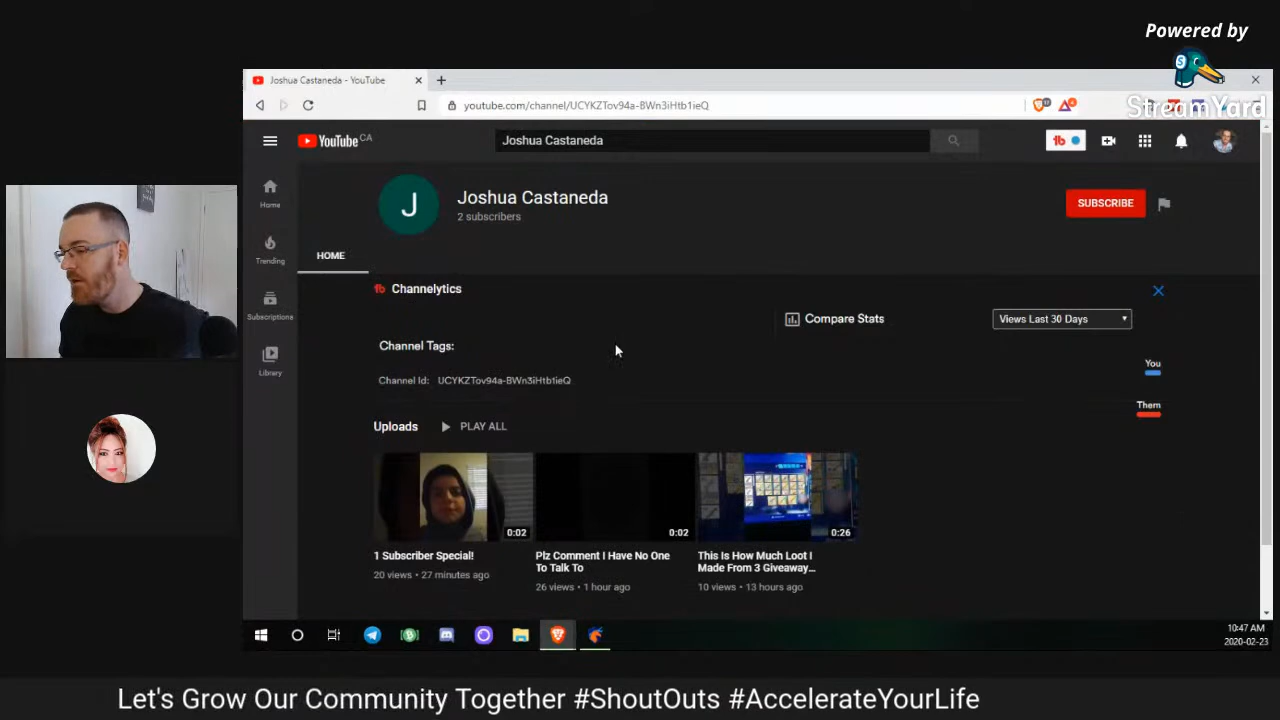 Powered by
StreamYard
Joshua Castaneda - YouTube
youtube.com/channel/UCYKZTov94a-BWn3iHtb1ieQ
YouTube CA
Joshua Castaneda
tb
Home
Trending
Subscriptions
Library
J
Joshua Castaneda
2 subscribers
SUBSCRIBE
HOME
tb Channelytics
Compare Stats
Views Last 30 Days
Channel Tags:
You
Channel Id: UCYKZTov94a-BWn3iHtb1ieQ
Them
Uploads PLAY ALL
0:02
0:02
0:26
1 Subscriber Special!
20 views • 27 minutes ago
Plz Comment I Have No One
To Talk To
26 views • 1 hour ago
This Is How Much Loot I
Made From 3 Giveaway...
10 views • 13 hours ago
10:47 AM
2020-02-23
Let's Grow Our Community Together #ShoutOuts #AccelerateYourLife